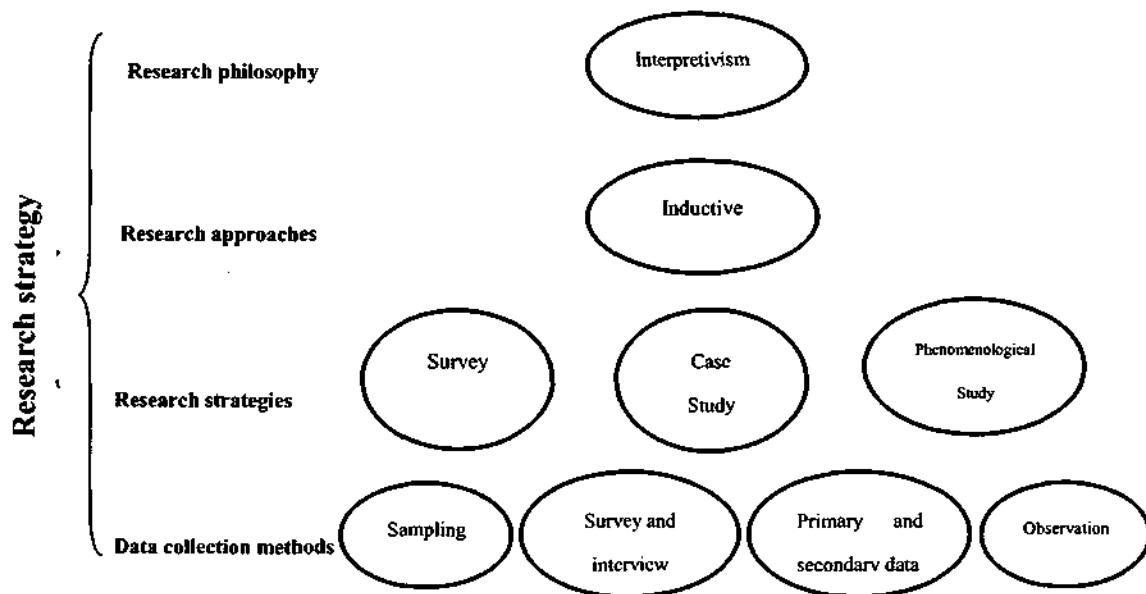 Research strategy
Research philosophy
Interpretivism
Research approaches
Inductive
Research strategies
Survey
Case
Study
Phenomenological
Study
Data collection methods
Sampling
Survey and
interview
Primary and
secondary data
Observation